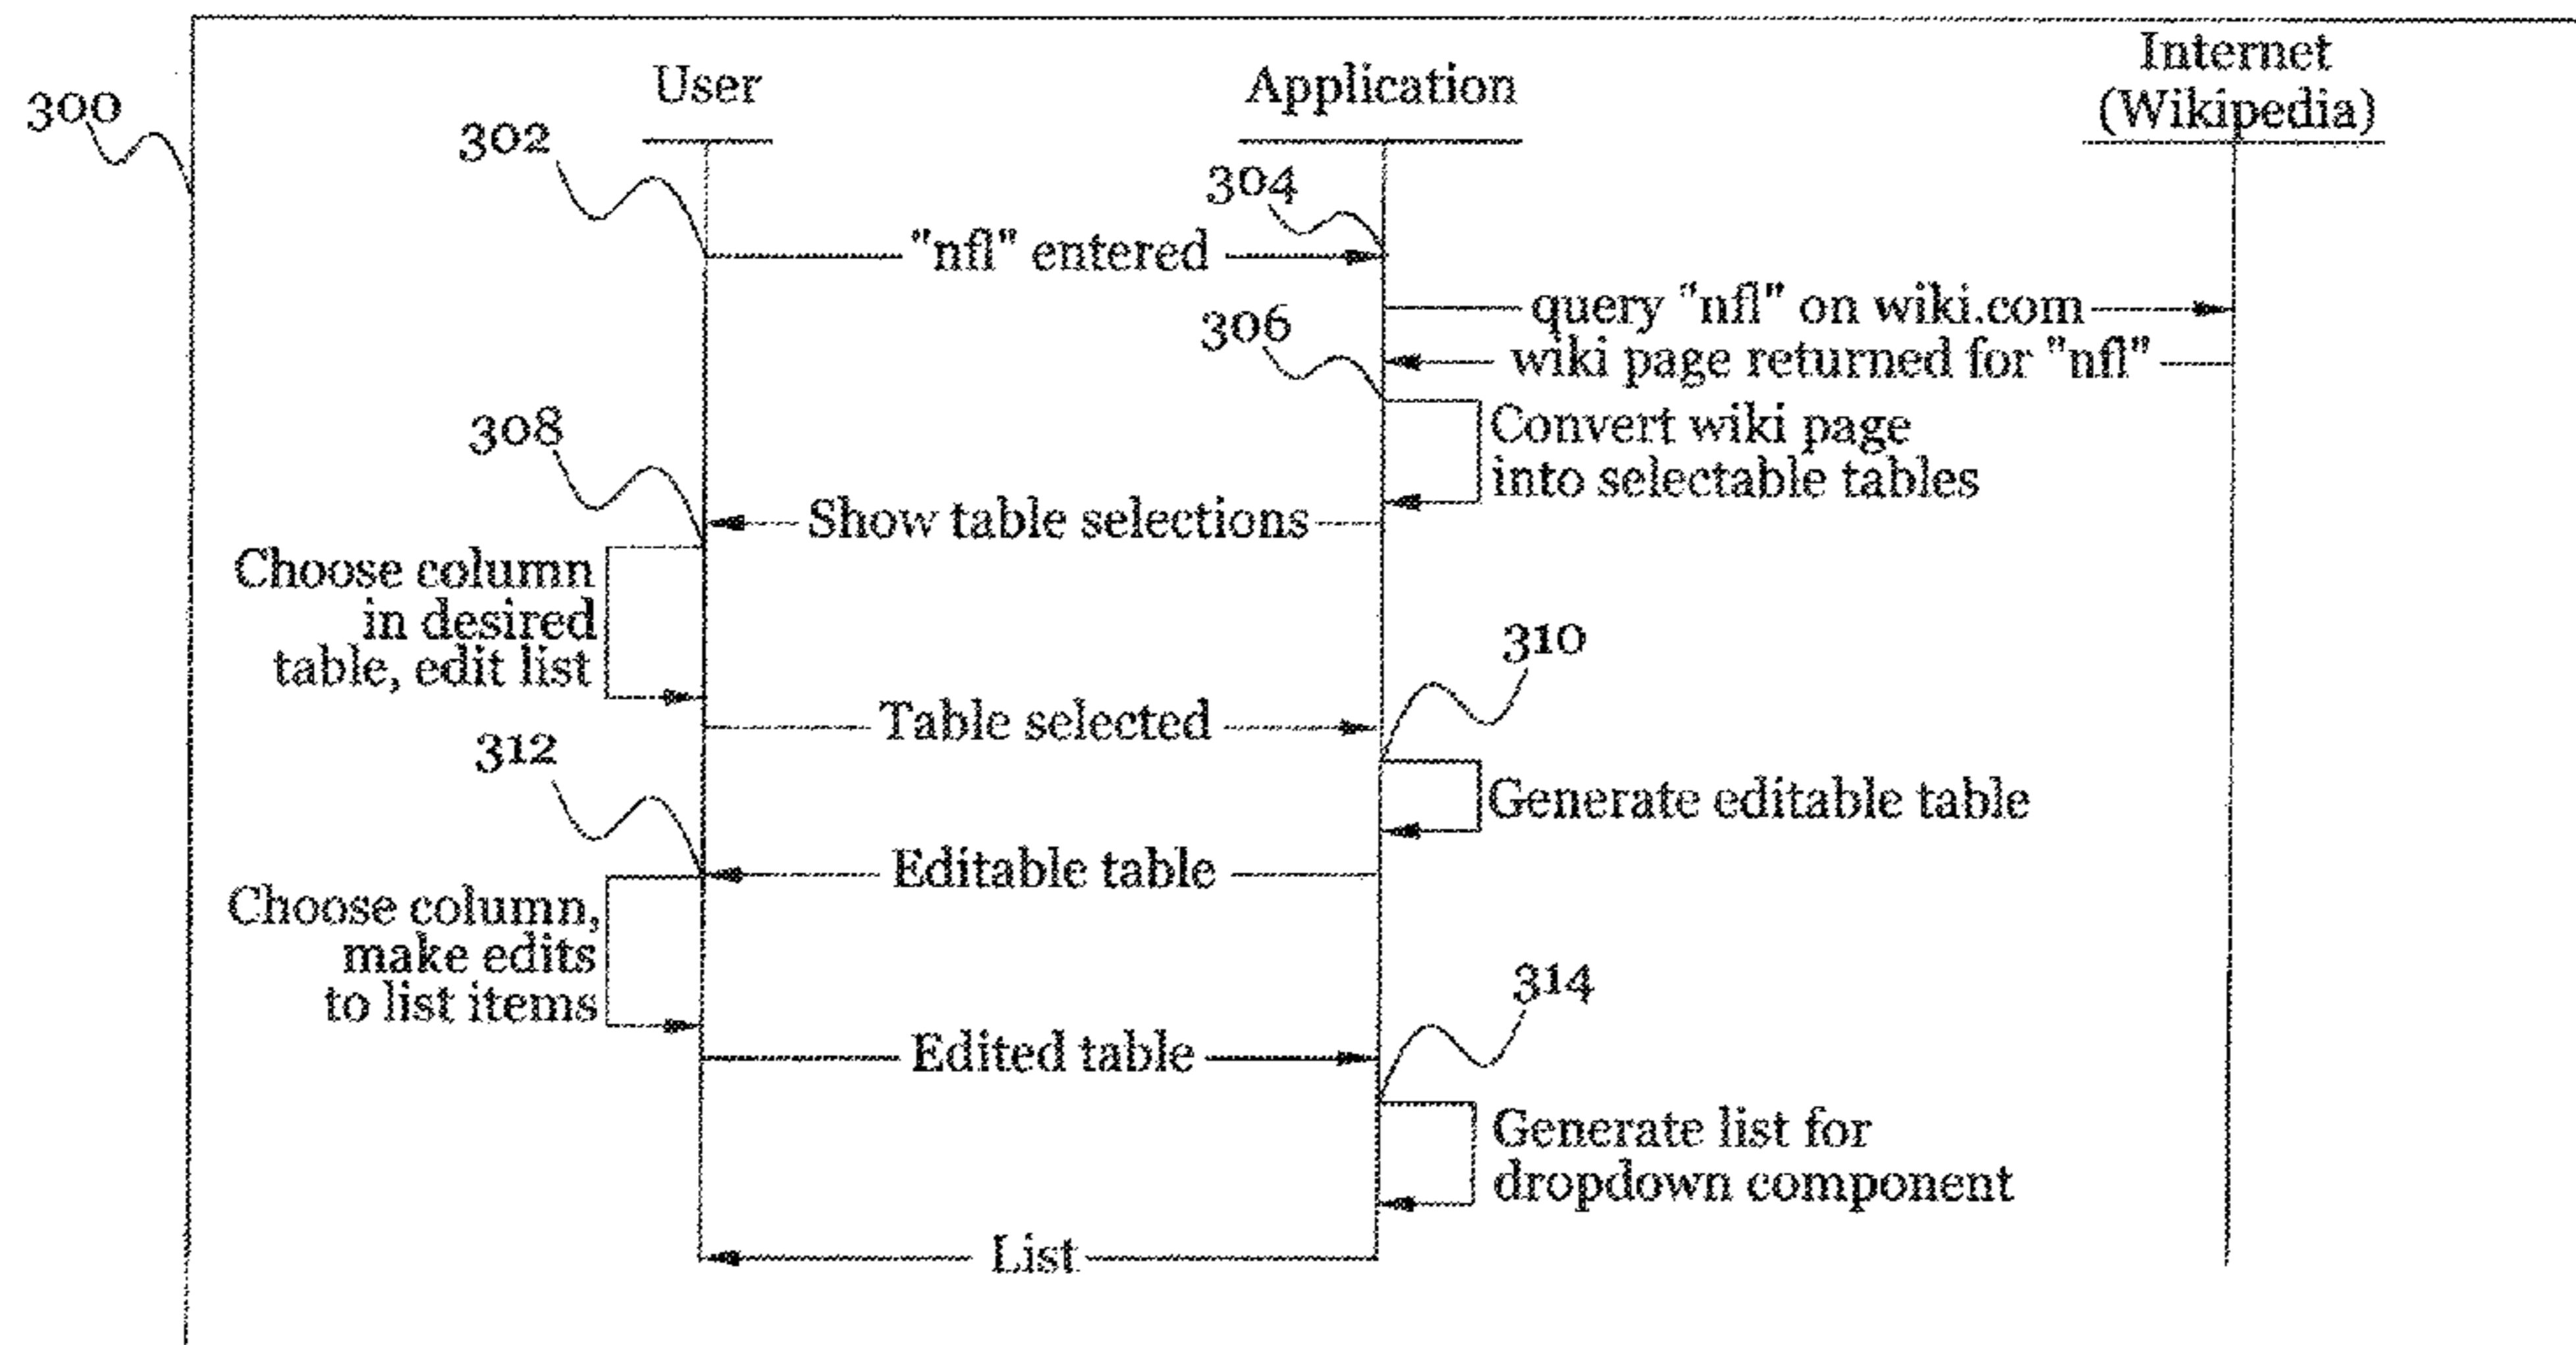 Internet
User
Application
(Wikipedia)
300
302
304
"nfl" entered
query "nfl" on wiki.com
306
wiki page returned for "nfl"
Convert wiki page
into selectable tables
308
Show table selections
Choose column
in desired
table, edit list
310
Table selected
312
Generate editable table
Editable table
Choose column,
make edits
to list items
314
Edited table
Generate list for
dropdown component
List